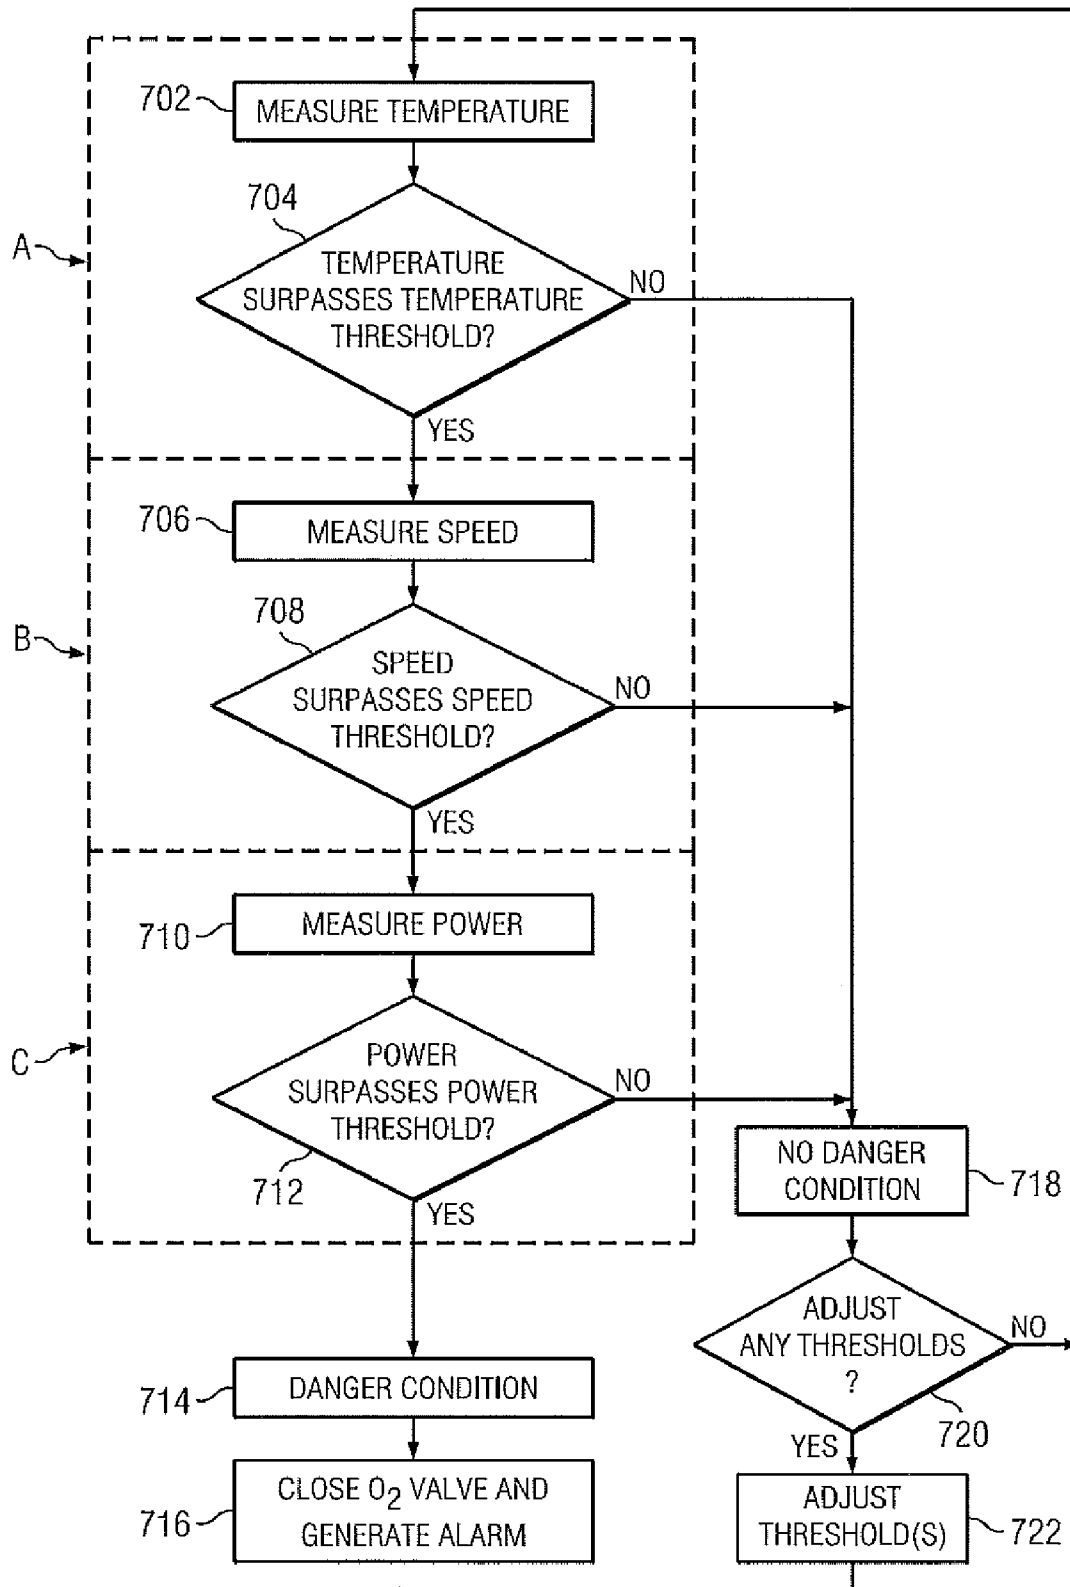 702
MEASURE TEMPERATURE
704
A
TEMPERATURE
SURPASSES TEMPERATURE
THRESHOLD?
NO
YES
706
MEASURE SPEED
708
B
SPEED
SURPASSES SPEED
THRESHOLD?
NO
YES
710
MEASURE POWER
C
POWER
SURPASSES POWER
THRESHOLD?
NO
712
YES
NO DANGER
CONDITION
718
ADJUST
ANY THRESHOLDS
?
NO
720
YES
714
DANGER CONDITION
716
CLOSE O2 VALVE AND
GENERATE ALARM
ADJUST
THRESHOLD(S)
722